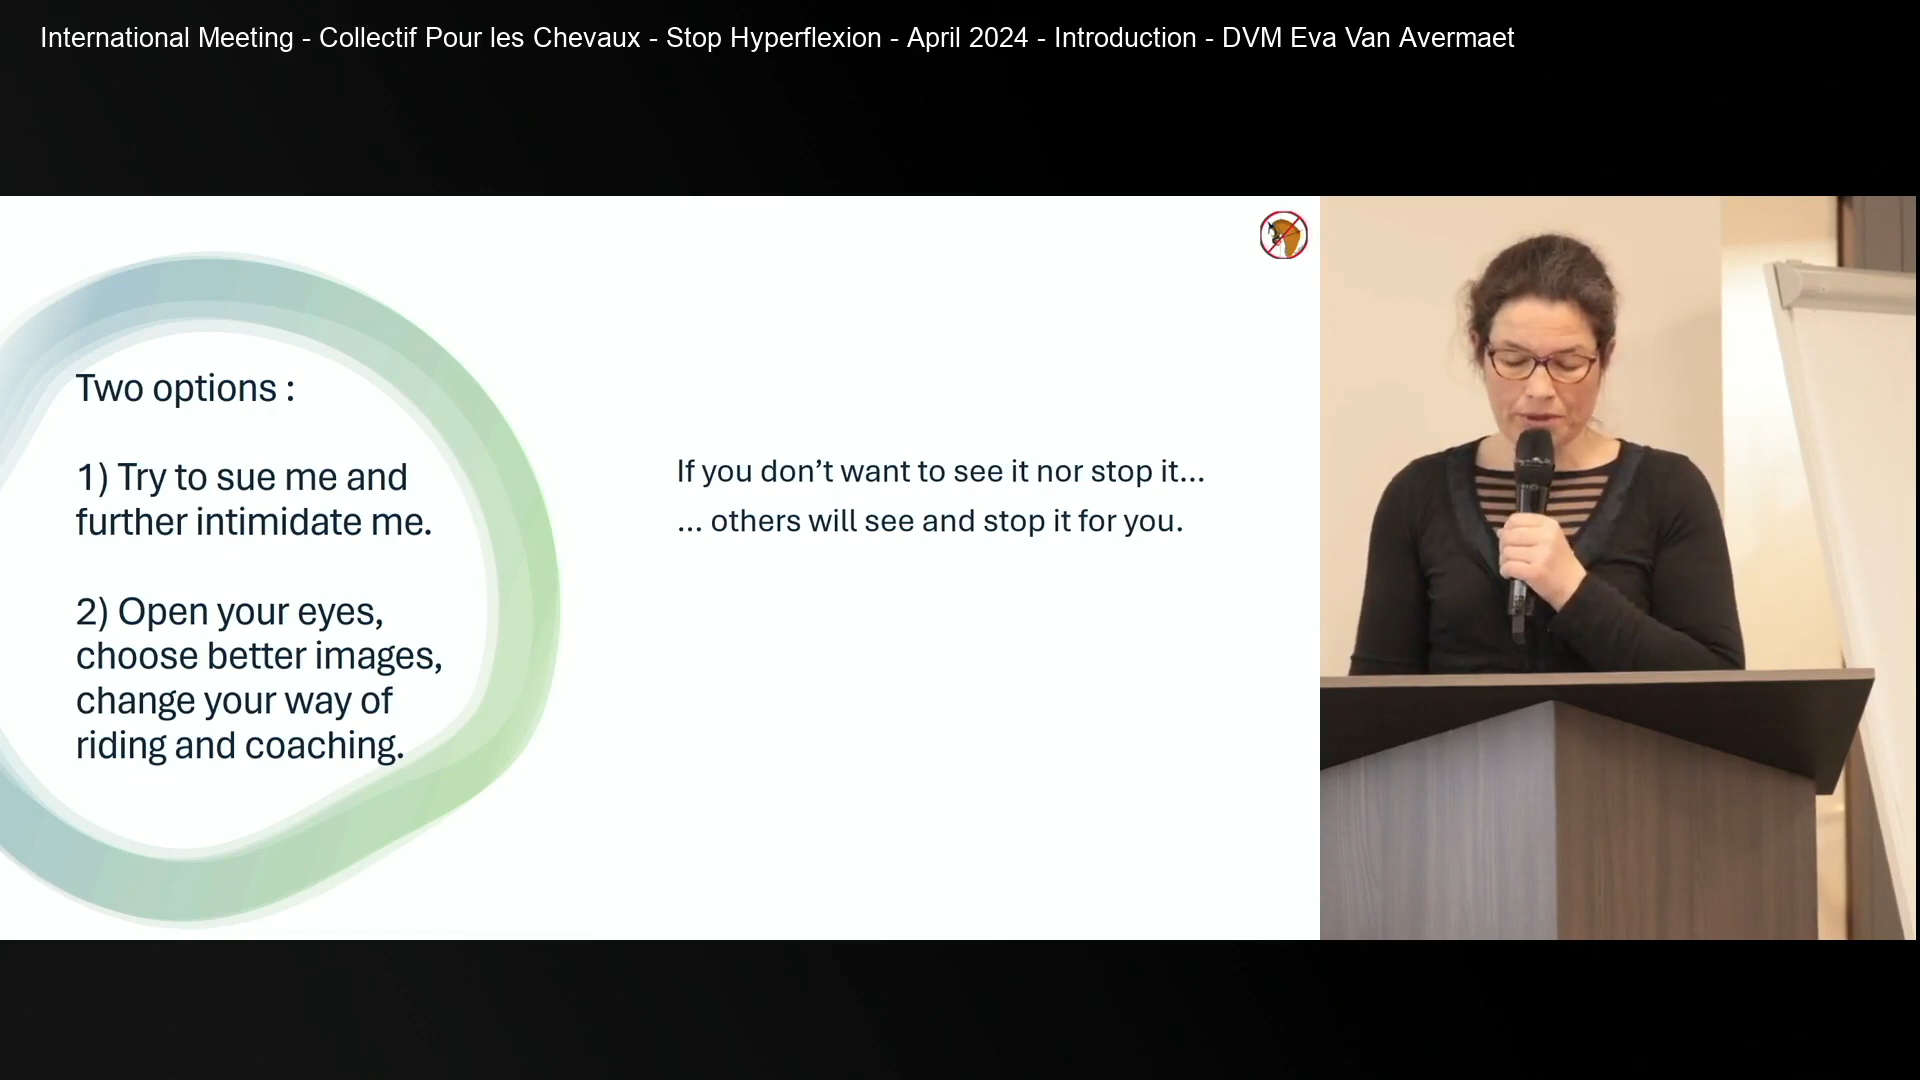 International Meeting - Collectif Pour les Chevaux - Stop Hyperflexion - April 2024 - Introduction - DVM Eva Van Avermaet
Two options :
1) Try to sue me and
further intimidate me.
2) Open your eyes,
choose better images,
change your way of
riding and coaching.
If you don’t want to see it nor stop it...
... others will see and stop it for you.